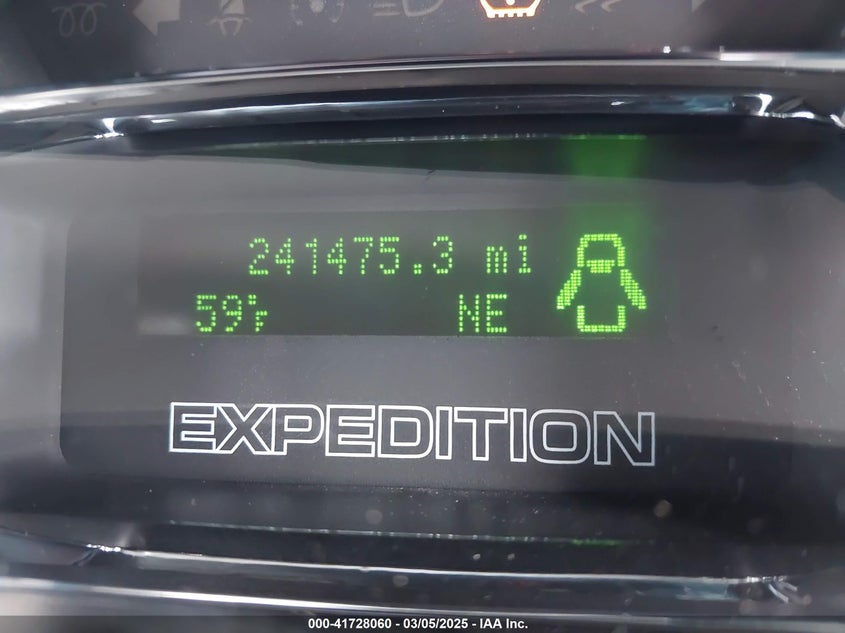 241475.3 mi
59°F NE
EXPEDITION
000-41728060 - 03/05/2025 - IAA Inc.